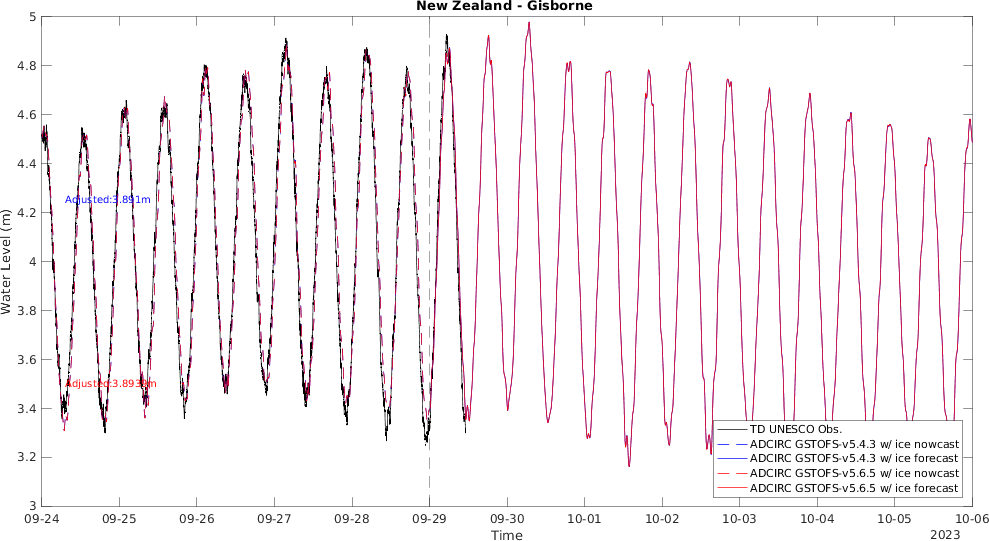 New Zealand - Gisborne
5
4.8
4.6
4.4
4.2
4
3.8
3.6
3.4
3.2
3
Water Level (m)
Adjusted:3.891m
TD UNESCO Obs.
ADCIRC GSTOFS-v5.4.3 w/ ice nowcast
ADCIRC GSTOFS-v5.4.3 w/ ice forecast
ADCIRC GSTOFS-v5.6.5 w/ ice nowcast
ADCIRC GSTOFS-v5.6.5 w/ ice forecast
09-24 09-25 09-26 09-27 09-28 09-29 09-30 10-01 10-02 10-03 10-04 10-05 10-06
2023
Time